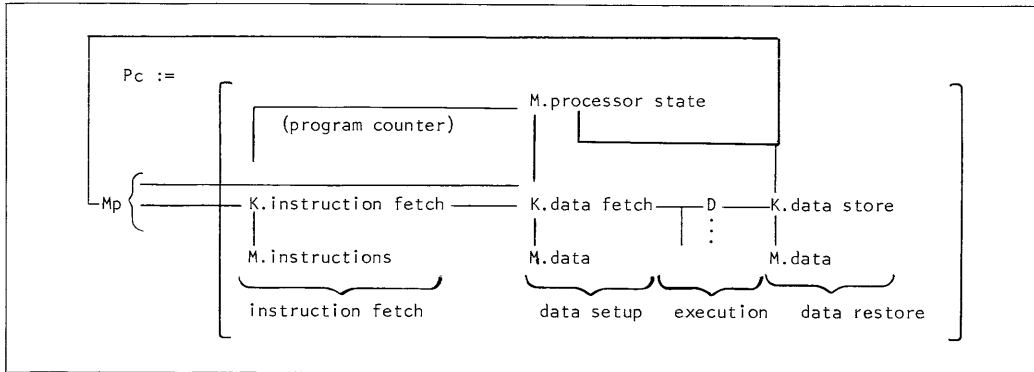 Pc :=
M.processor state
(program counter)
Mp K.instruction fetch K.data fetch D K.data store
M.instructions M.data M.data
instruction fetch data setup execution data restore